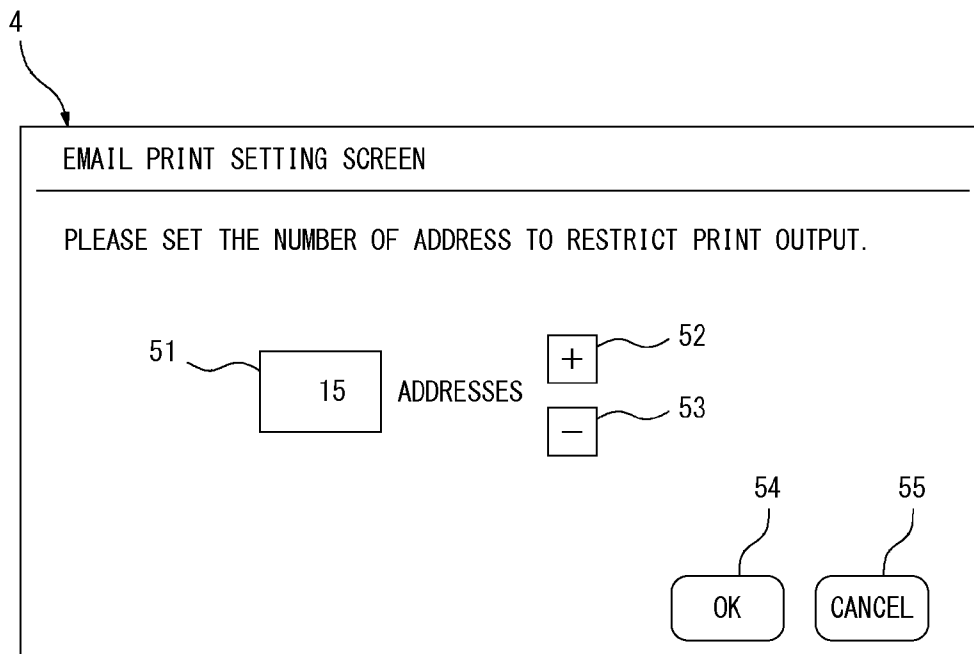 4
EMAIL PRINT SETTING SCREEN
PLEASE SET THE NUMBER OF ADDRESS TO RESTRICT PRINT OUTPUT.
51 15 ADDRESSES + 52
− 53
54 55
OK CANCEL